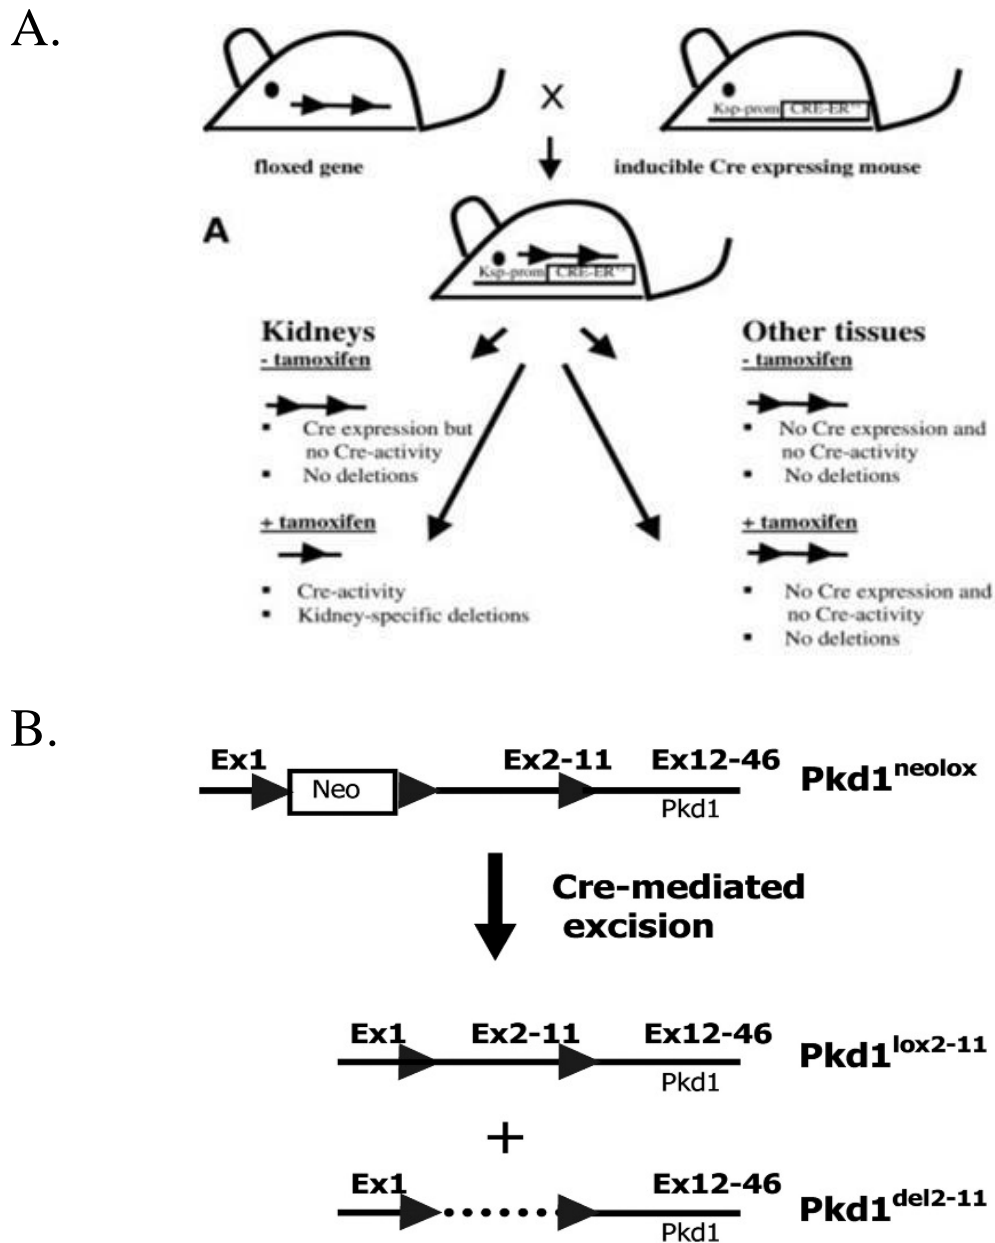 A.
X
Ksp-prom CRE-ER
floxed gene
inducible Cre expressing mouse
A
Ksp-prom CRE-ER
Kidneys
- tamoxifen
Cre expression but
no Cre-activity
No deletions
+ tamoxifen
Cre-activity
Kidney-specific deletions
Other tissues
- tamoxifen
No Cre expression and
no Cre-activity
No deletions
+ tamoxifen
No Cre expression and
no Cre-activity
No deletions
B.
Ex1 Ex2-11 Ex12-46
Neo
Pkd1
Pkd1neolox
Cre-mediated
excision
Ex1 Ex2-11 Ex12-46
Pkd1
Pkd1lox2-11
+
Ex1 Ex12-46
Pkd1
Pkd1del2-11